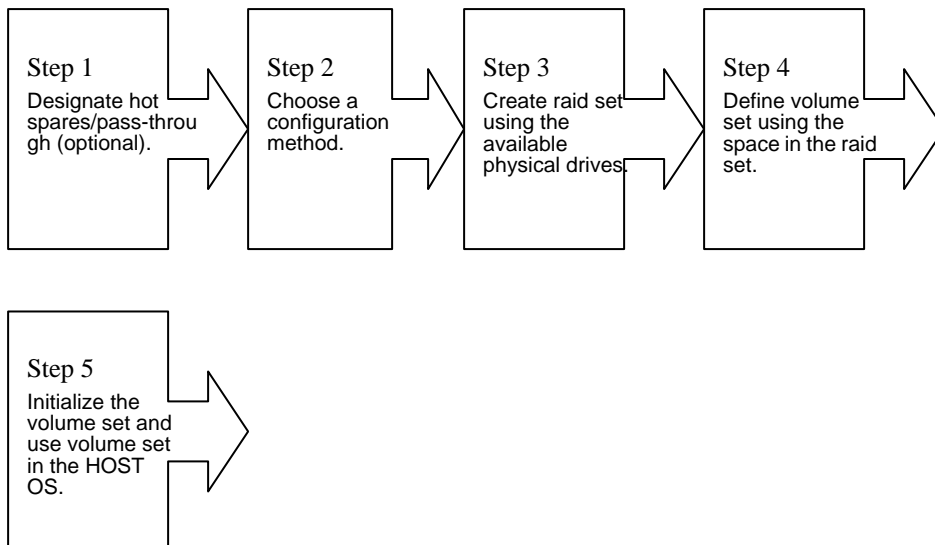 Step 1
Designate hot
spares/pass-throu
gh (optional).
Step 2
Choose a
configuration
method.
Step 3
Create raid set
using the
available
physical drives.
Step 4
Define volume
set using the
space in the raid
set.
Step 5
Initialize the
volume set and
use volume set
in the HOST
OS.